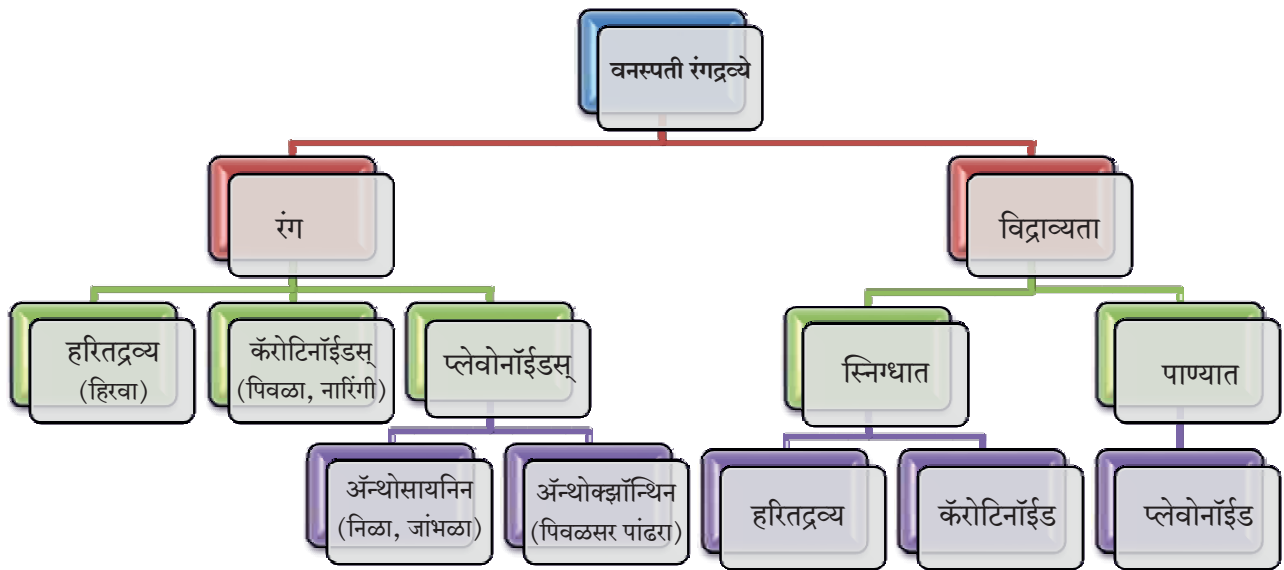 वनस्पती रंगद्रव्ये
रंग
विद्राव्यता
हरितद्रव्य
(हिरवा)
कॅरोटिनॉईडस्
(पिवळा, नारिंगी)
प्लेवोनॉईडस्
स्निग्धात
पाण्यात
ॲन्थोसायनिन
(निळा, जांभळा)
ॲन्थोक्झॉन्थिन
(पिवळसर पांढरा)
हरितद्रव्य
कॅरोटिनॉईड
प्लेवोनॉईड